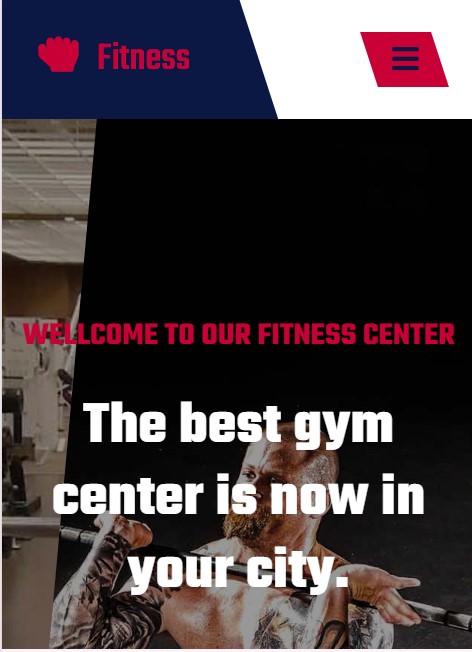 Fitness
WELLCOME TO OUR FITNESS CENTER
The best gym
center is now in
your city.